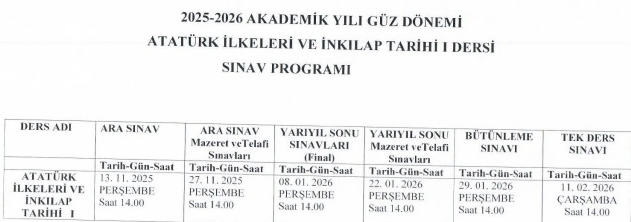 2025-2026 AKADEMİK YILI GÜZ DÖNEMİ
ATATÜRK İLKELERİ VE İNKILAP TARİHİ I DERSİ
SINAV PROGRAMI
DERS ADI
ARA SINAV
ARA SINAV
Mazeret veTelafi
Sınavları
YARIYIL SONU
SINAVLARI
(Final)
YARIYIL SONU
Mazeret veTelafi
Sınavları
BÜTÜNLEME
SINAVI
TEK DERS
SINAVI
Tarih-Gün-Saat
Tarih-Gün-Saat
Tarih-Gün-Saat
Tarih-Gün-Saat
Tarih-Gün-Saat
Tarih-Gün-Saat
ATATÜRK
İLKELERİ VE
İNKILAP
TARİHİ I
13. 11. 2025
PERŞEMBE
Saat 14.00
27. 11. 2025
PERŞEMBE
Saat 14.00
08. 01. 2026
PERŞEMBE
Saat 14.00
22. 01. 2026
PERŞEMBE
Saat 14.00
29. 01. 2026
PERŞEMBE
Saat 14.00
11. 02. 2026
ÇARŞAMBA
Saat 14.00